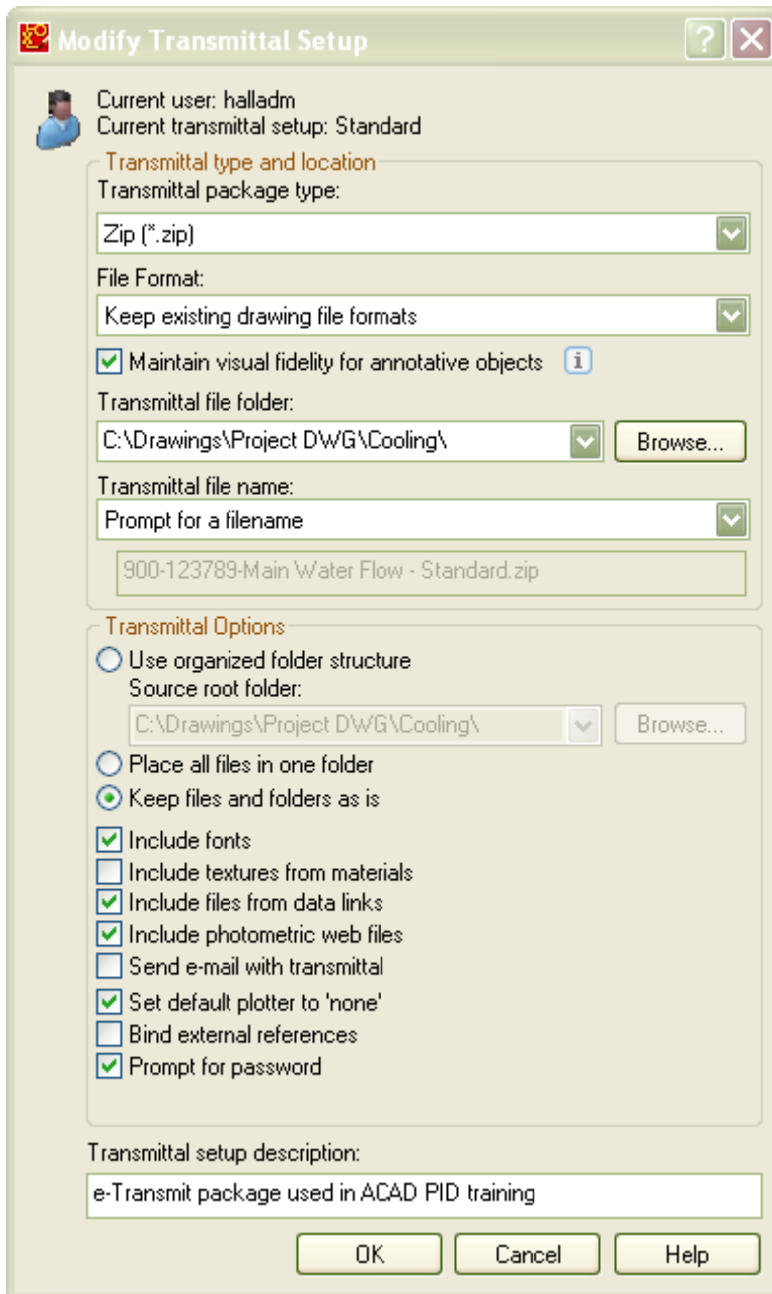 Modify Transmittal Setup
Current user: halladm
Current transmittal setup: Standard
Transmittal type and location
Transmittal package type:
Zip (*.zip)
File Format:
Keep existing drawing file formats
Maintain visual fidelity for annotative objects
Transmittal file folder:
C:\Drawings\Project DWG\Cooling\ Browse...
Transmittal file name:
Prompt for a filename
900-123789-Main Water Flow - Standard.zip
Transmittal Options
Use organized folder structure
Source root folder:
C:\Drawings\Project DWG\Cooling\ Browse...
Place all files in one folder
Keep files and folders as is
Include fonts
Include textures from materials
Include files from data links
Include photometric web files
Send e-mail with transmittal
Set default plotter to 'none'
Bind external references
Prompt for password
Transmittal setup description:
e-Transmit package used in ACAD PID training
OK Cancel Help